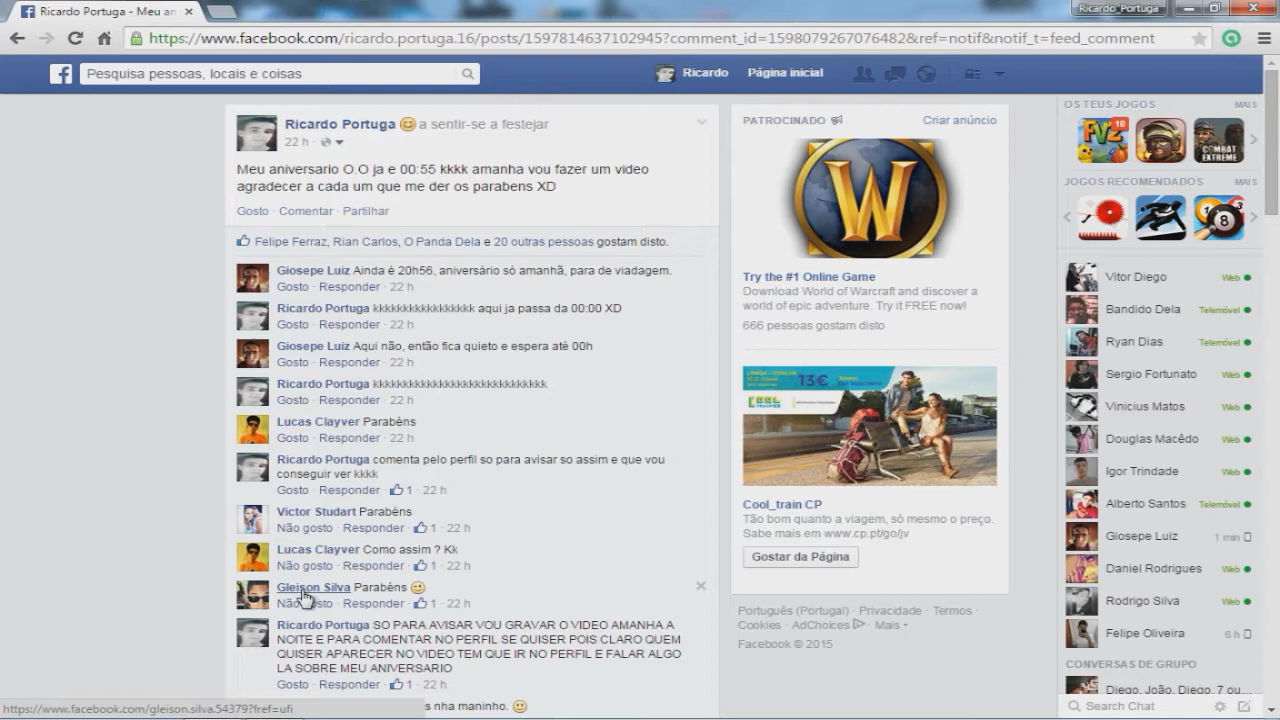 Ricardo Portuga - Meu an
Ricardo_Portuga
https://www.facebook.com/ricardo.portuga.16/posts/1597814637102945?comment_id=1598079267076482&ref=notif&notif_t=feed_comment
Pesquisa pessoas, locais e coisas
Ricardo
Página inicial
Ricardo Portuga a sentir-se a festejar
22 h
Meu aniversario O.O ja e 00:55 kkkk amanha vou fazer um video
agradecer a cada um que me der os parabens XD
Gosto · Comentar · Partilhar
Felipe Ferraz, Rian Carlos, O Panda Dela e 20 outras pessoas gostam disto.
Giosepe Luiz Ainda é 20h56, aniversário só amanhã, para de viadagem.
Gosto · Responder · 22 h
Ricardo Portuga kkkkkkkkkkkkkkkkk aqui ja passa da 00:00 XD
Gosto · Responder · 22 h
Giosepe Luiz Aqui não, então fica quieto e espera até 00h
Gosto · Responder · 22 h
Ricardo Portuga kkkkkkkkkkkkkkkkkkkkkkkkkkkk
Gosto · Responder · 22 h
Lucas Clayver Parabéns
Gosto · Responder · 22 h
Ricardo Portuga comenta pelo perfil so para avisar so assim e que vou
conseguir ver kkkk
Gosto · Responder · 1 · 22 h
Victor Studart Parabéns
Não gosto · Responder · 1 · 22 h
Lucas Clayver Como assim ? Kk
Não gosto · Responder · 1 · 22 h
Gleison Silva Parabéns
Não gosto · Responder · 1 · 22 h
Ricardo Portuga SO PARA AVISAR VOU GRAVAR O VIDEO AMANHA A
NOITE E PARA COMENTAR NO PERFIL SE QUISER POIS CLARO QUEM
QUISER APARECER NO VIDEO TEM QUE IR NO PERFIL E FALAR ALGO
LA SOBRE MEU ANIVERSARIO
Gosto · Responder · 1 · 22 h
s nha maninho.
https://www.facebook.com/gleison.silva.54379?fref=ufi
PATROCINADO
Criar anúncio
W
Try the #1 Online Game
Download World of Warcraft and discover a
world of epic adventure. Try it FREE now!
666 pessoas gostam disto
13€
COOL
Cool_train CP
Tão bom quanto a viagem, só mesmo o preço.
Sabe mais em www.cp.pt/go/jv
Gostar da Página
Português (Portugal) · Privacidade · Termos ·
Cookies · AdChoices · Mais
Facebook © 2015
OS TEUS JOGOS
MAIS
FVZ
10
COMBAT
EXTREME
JOGOS RECOMENDADOS
MAIS
8
Vitor Diego Web
Bandido Dela Telemóvel
Ryan Dias Telemóvel
Sergio Fortunato Web
Vinicius Matos Web
Douglas Macêdo Web
Igor Trindade Web
Alberto Santos Telemóvel
Giosepe Luiz 1 min
Daniel Rodrigues Web
Rodrigo Silva Web
Felipe Oliveira 6 h
CONVERSAS DE GRUPO
Diego, João, Diego, 7 ou...
Search Chat